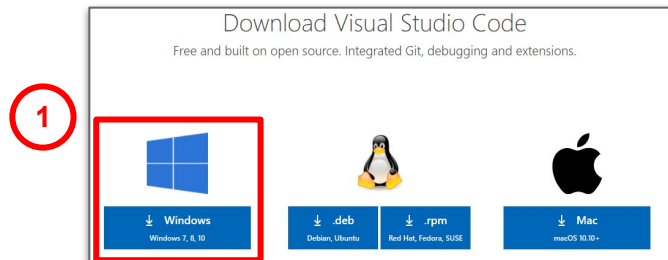 Download Visual Studio Code
Free and built on open source. Integrated Git, debugging and extensions.
1
Windows
Windows 7, 8, 10
.deb
Debian, Ubuntu
.rpm
Red Hat, Fedora, SUSE
Mac
macOS 10.10+